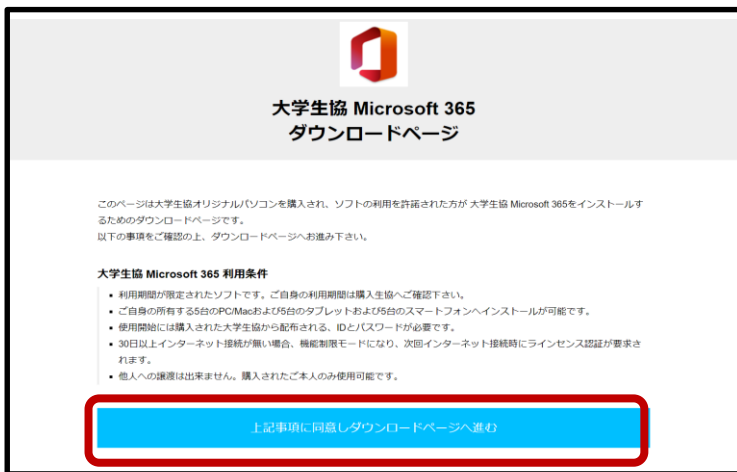 大学生協 Microsoft 365
ダウンロードページ
このページは大学生協オリジナルパソコンを購入され、ソフトの利用を許諾された方が 大学生協 Microsoft 365をインストールす
るためのダウンロードページです。
以下の事項をご確認の上、ダウンロードページへお進み下さい。
大学生協 Microsoft 365 利用条件
• 利用期間が限定されたソフトです。ご自身の利用期間は購入生協へご確認下さい。
• ご自身の所有する5台のPC/Macおよび5台のタブレットおよび5台のスマートフォンへインストールが可能です。
• 使用開始には購入された大学生協から配布される、IDとパスワードが必要です。
• 30日以上インターネット接続が無い場合、機能制限モードになり、次回インターネット接続時にラインセンス認証が要求さ
れます。
• 他人への譲渡は出来ません。購入されたご本人のみ使用可能です。
上記事項に同意しダウンロードページへ進む